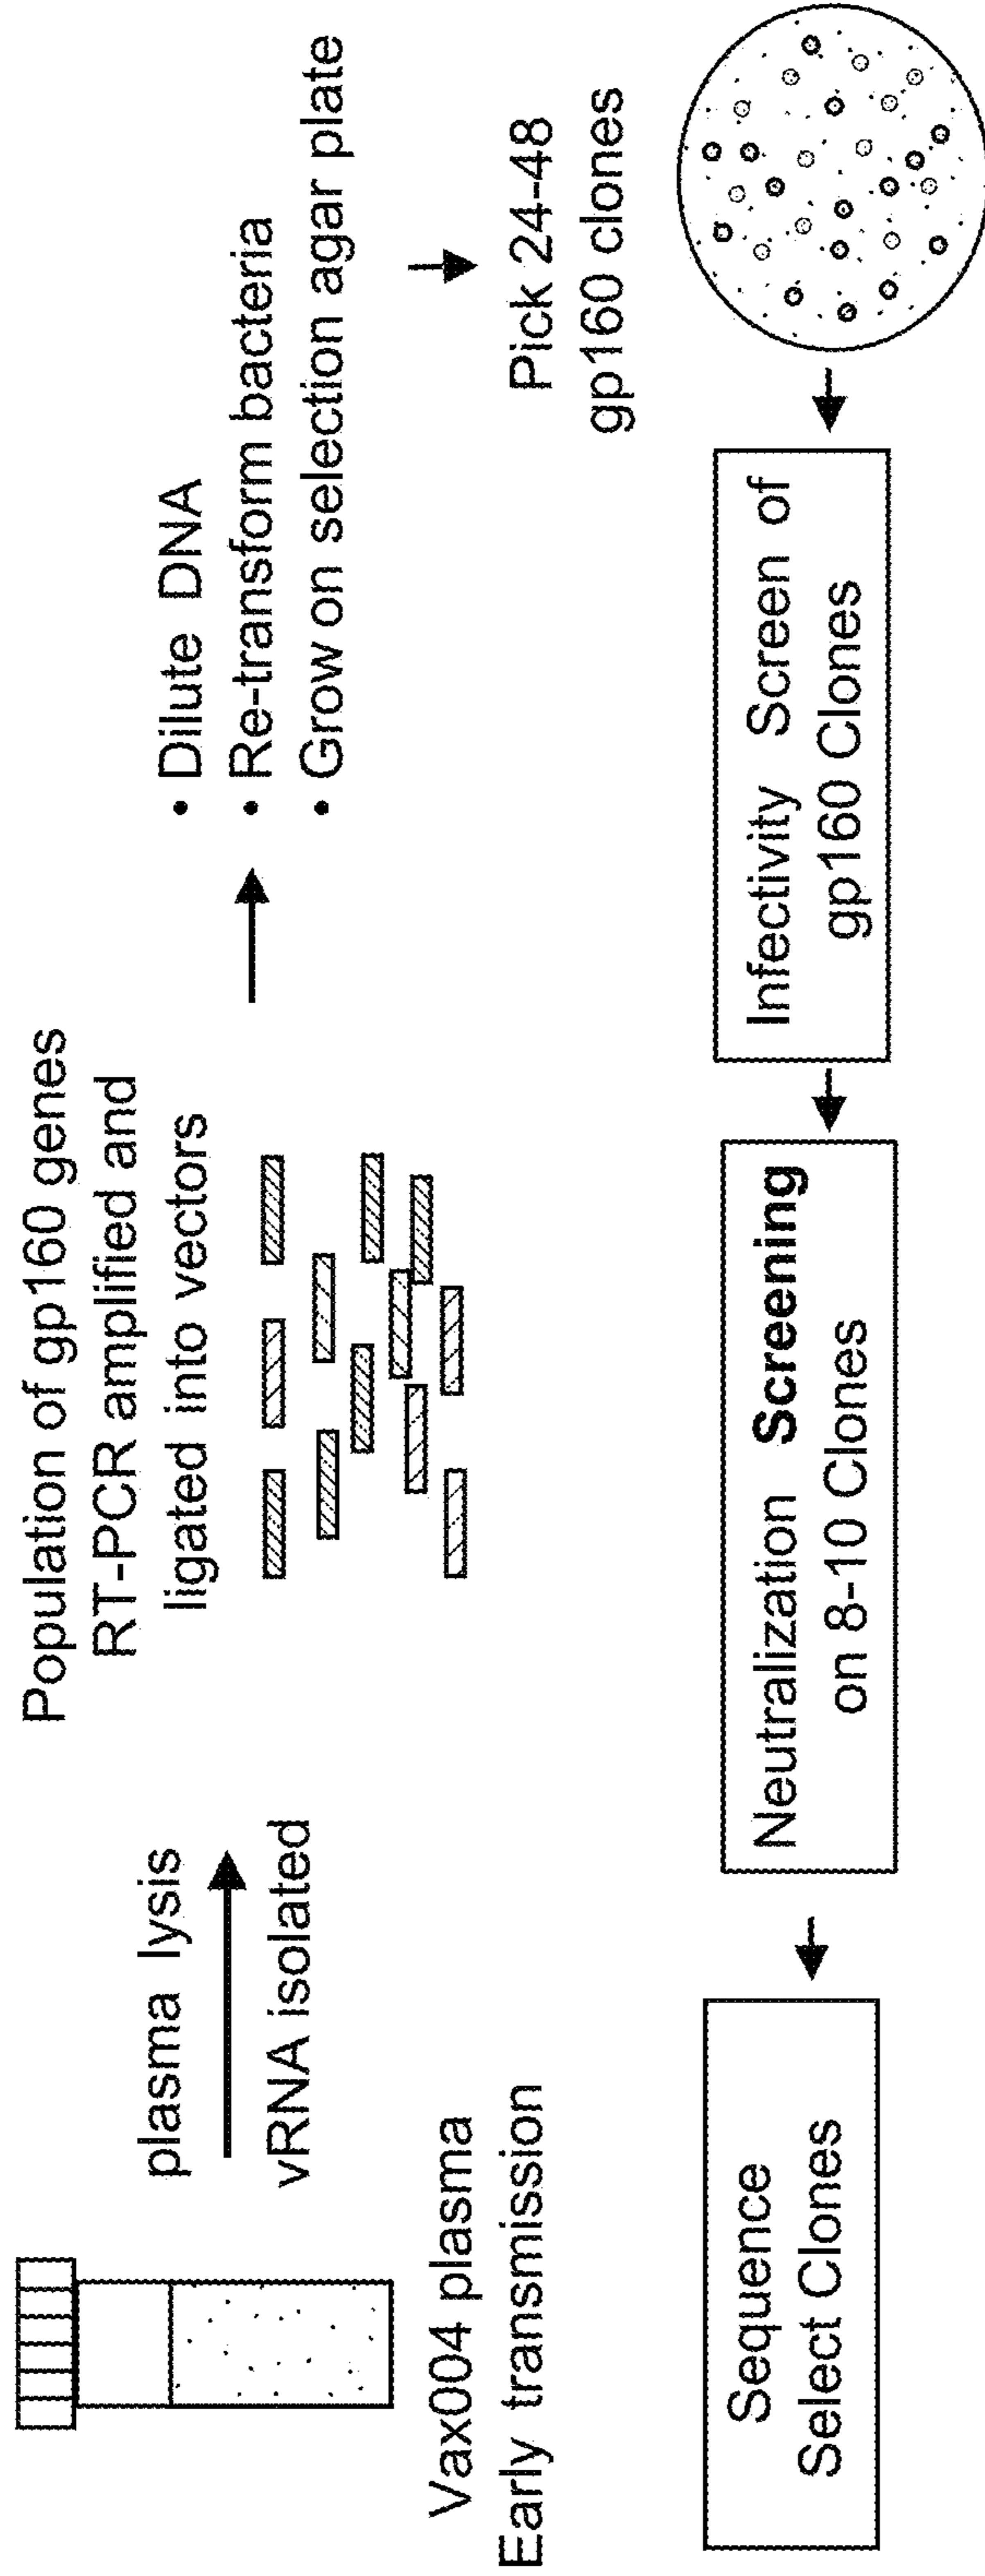 Vax004 plasma
Early transmission
plasma lysis
vRNA isolated
Population of gp160 genes
RT-PCR amplified and
ligated into vectors
• Dilute DNA
• Re-transform bacteria
• Grow on selection agar plate
Pick 24-48
gp160 clones
Infectivity Screen of
gp160 Clones
Neutralization Screening
on 8-10 Clones
Sequence
Select Clones